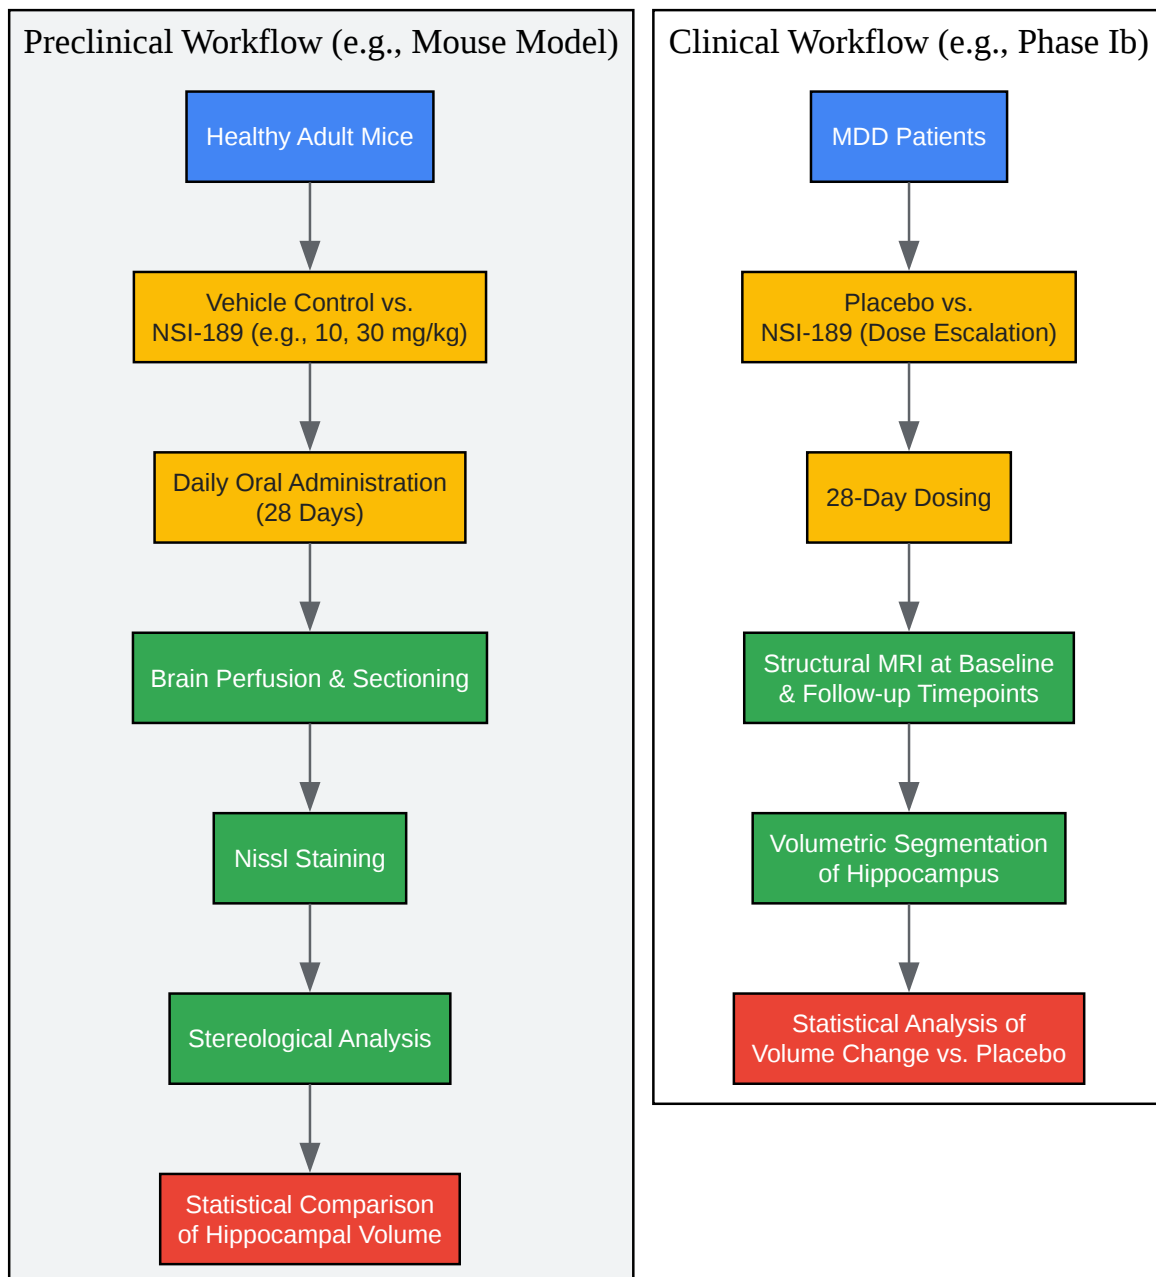 Preclinical Workflow (e.g., Mouse Model)
Healthy Adult Mice
Vehicle Control vs.
NSI-189 (e.g., 10, 30 mg/kg)
Daily Oral Administration
(28 Days)
Brain Perfusion & Sectioning
Nissl Staining
Stereological Analysis
Statistical Comparison
of Hippocampal Volume
Clinical Workflow (e.g., Phase Ib)
MDD Patients
Placebo vs.
NSI-189 (Dose Escalation)
28-Day Dosing
Structural MRI at Baseline
& Follow-up Timepoints
Volumetric Segmentation
of Hippocampus
Statistical Analysis of
Volume Change vs. Placebo